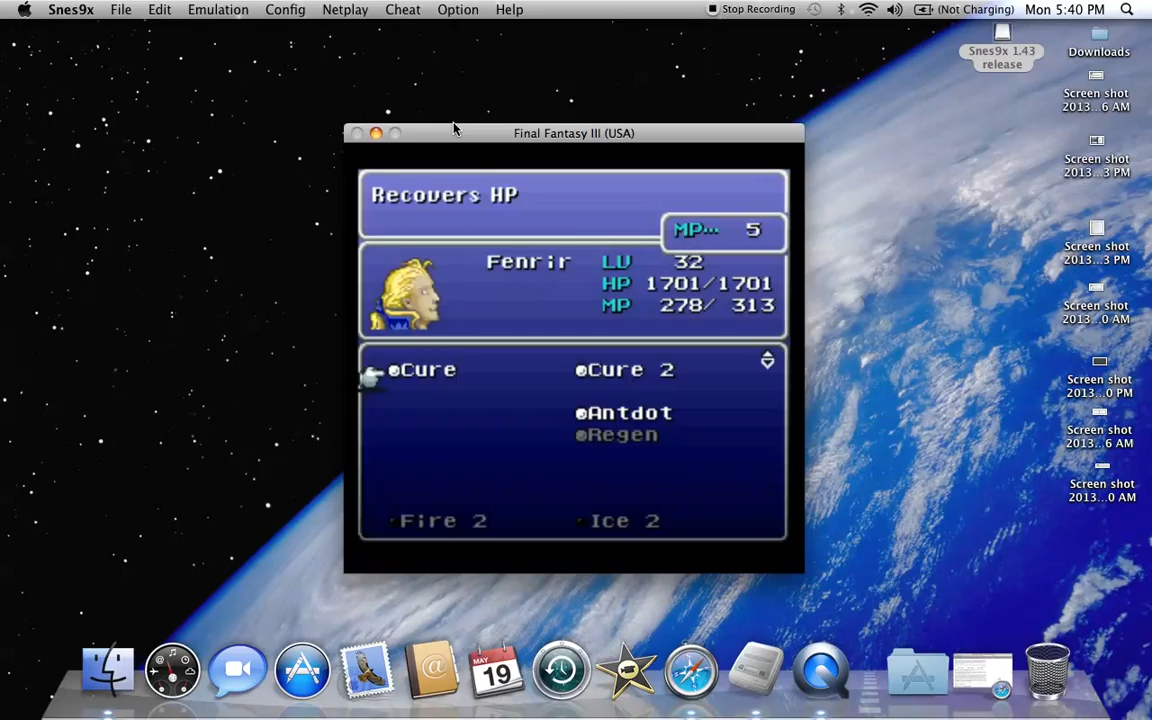 Snes9x File Edit Emulation Config Netplay Cheat Option Help Stop Recording (Not Charging) Mon 5:40 PM
Snes9x 1.43
release
Downloads
Screen shot
2013...6 AM
Screen shot
2013...3 PM
Screen shot
2013...3 PM
Screen shot
2013...0 AM
Screen shot
2013...0 PM
Screen shot
2013...6 AM
Screen shot
2013...0 AM
Final Fantasy III (USA)
Recovers HP
MP… 5
Fenrir LV 32
HP 1701/1701
MP 278/ 313
Cure Cure 2
Antdot
Regen
Fire 2 Ice 2
MAY
19